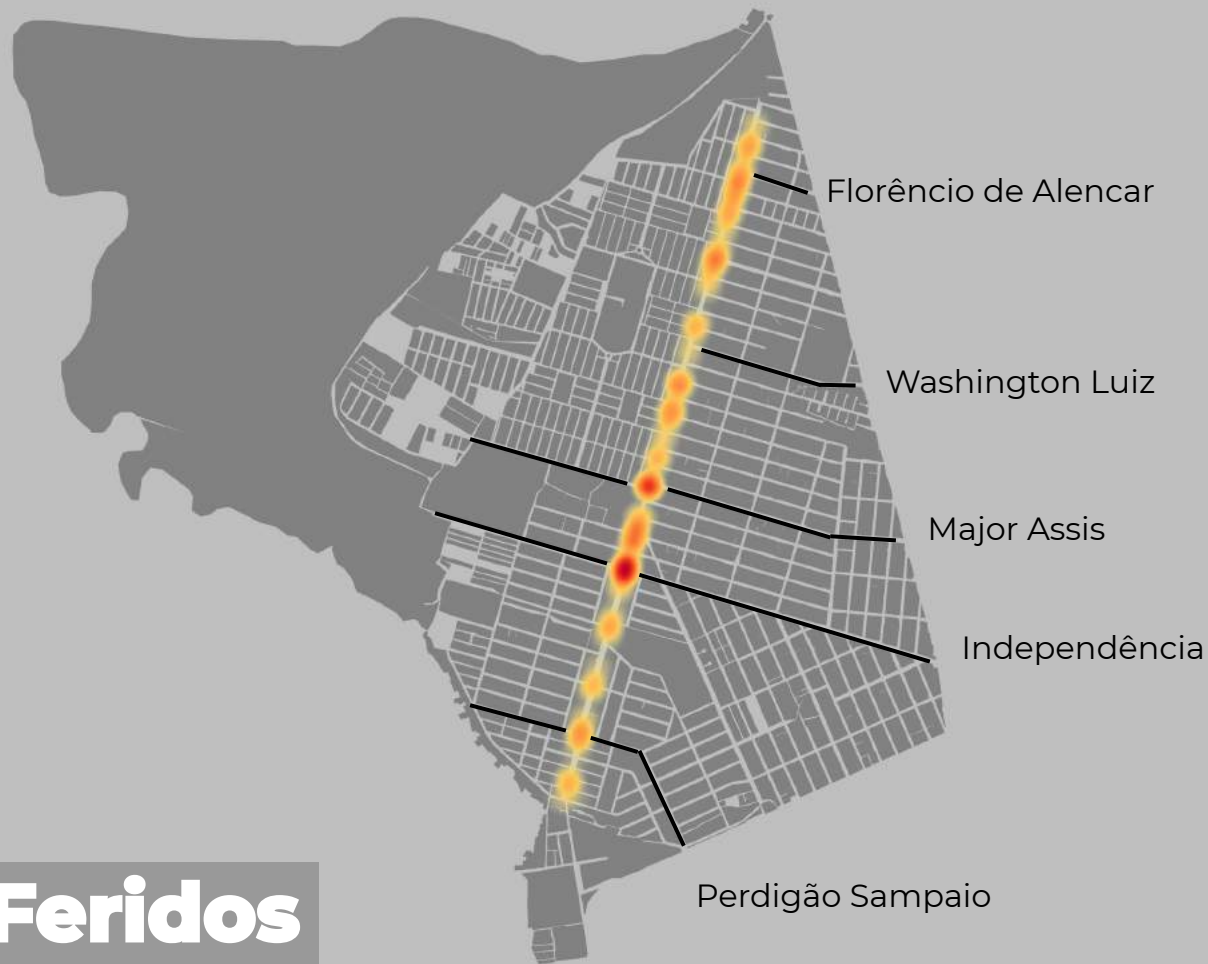 Florêncio de Alencar
Washington Luiz
Major Assis
Independência
Perdigão Sampaio
Feridos